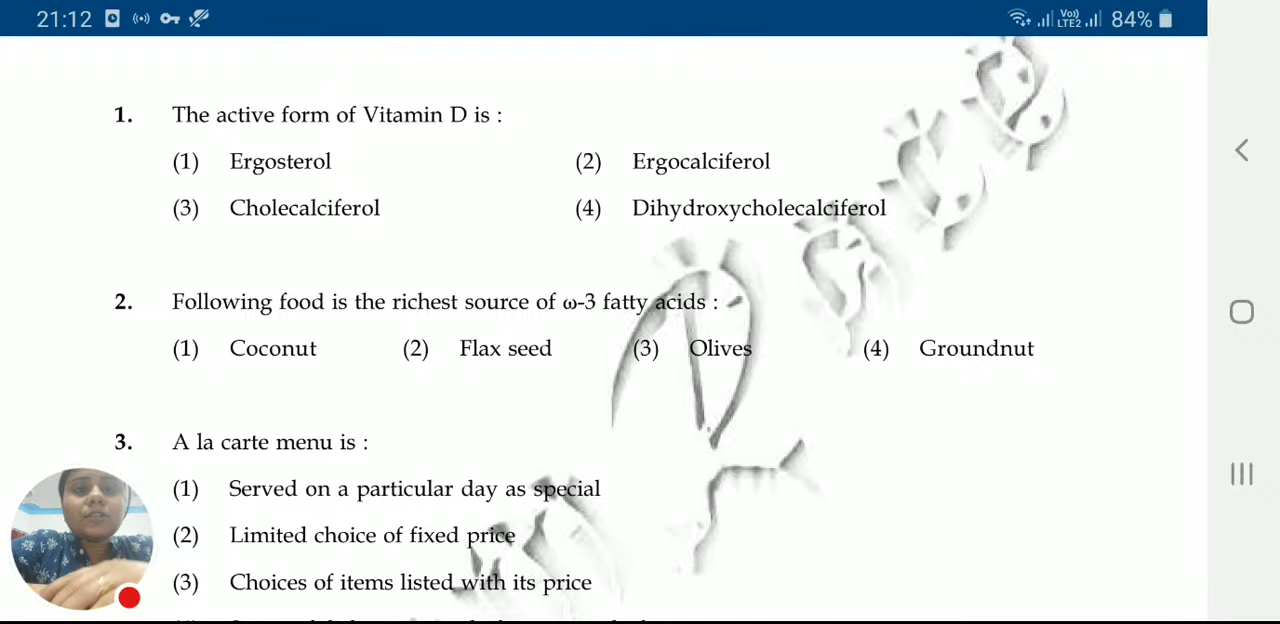 21:12 Vo) LTE2 84%
1. The active form of Vitamin D is :
(1) Ergosterol (2) Ergocalciferol
(3) Cholecalciferol (4) Dihydroxycholecalciferol
2. Following food is the richest source of ω-3 fatty acids :
(1) Coconut (2) Flax seed (3) Olives (4) Groundnut
3. A la carte menu is :
(1) Served on a particular day as special
(2) Limited choice of fixed price
(3) Choices of items listed with its price